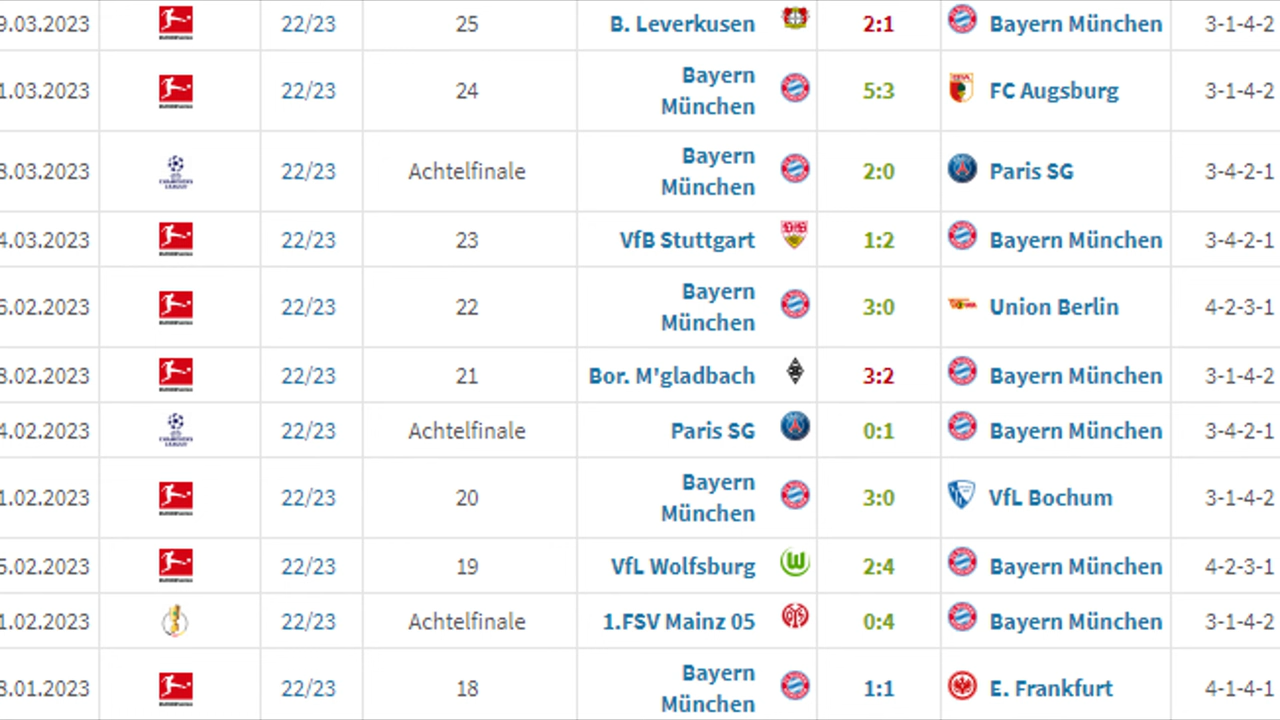 9.03.2023 22/23 25 B. Leverkusen 2:1 Bayern München 3-1-4-2
1.03.2023 22/23 24 Bayern München 5:3 FC Augsburg 3-1-4-2
8.03.2023 22/23 Achtelfinale Bayern München 2:0 Paris SG 3-4-2-1
4.03.2023 22/23 23 VfB Stuttgart 1:2 Bayern München 3-4-2-1
6.02.2023 22/23 22 Bayern München 3:0 Union Berlin 4-2-3-1
8.02.2023 22/23 21 Bor. M'gladbach 3:2 Bayern München 3-1-4-2
4.02.2023 22/23 Achtelfinale Paris SG 0:1 Bayern München 3-4-2-1
1.02.2023 22/23 20 Bayern München 3:0 VfL Bochum 3-1-4-2
5.02.2023 22/23 19 VfL Wolfsburg 2:4 Bayern München 4-2-3-1
1.02.2023 22/23 Achtelfinale 1.FSV Mainz 05 0:4 Bayern München 3-1-4-2
8.01.2023 22/23 18 Bayern München 1:1 E. Frankfurt 4-1-4-1